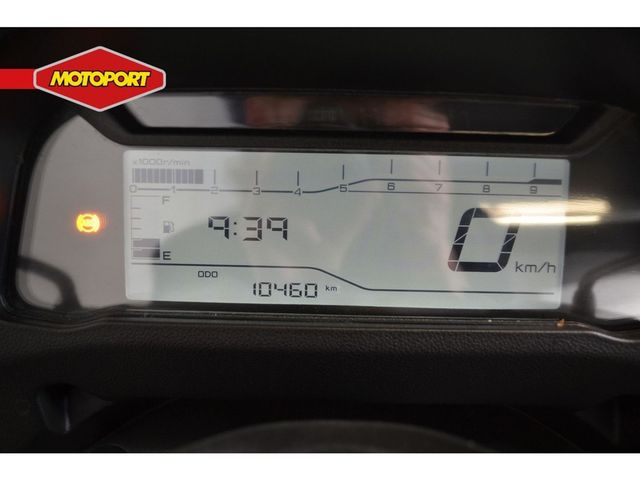 MOTOPORT
x1000r/min
0 1 2 3 4 5 6 7 8 9
F
9:39
0 km/h
E
ODO
10460 km